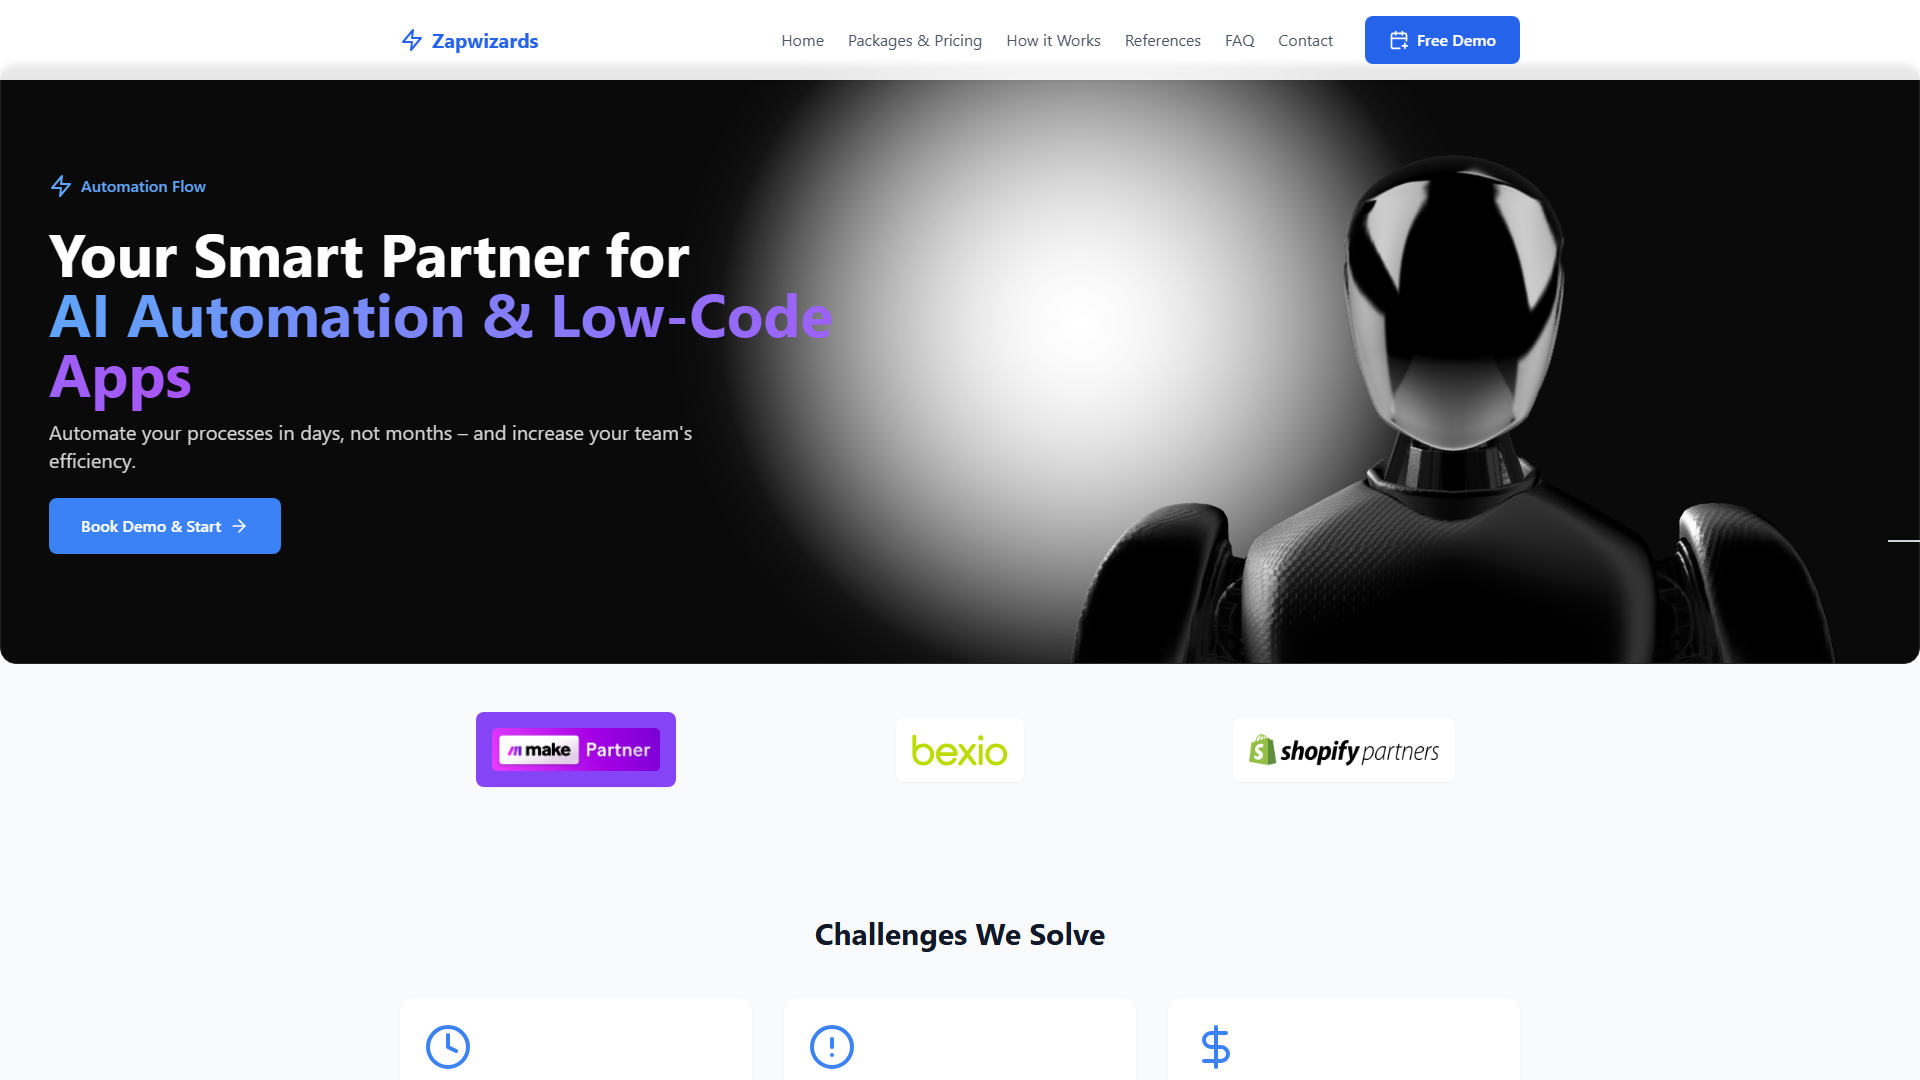 Zapwizards
Home
Packages & Pricing
How it Works
References
FAQ
Contact
Free Demo
Automation Flow
Your Smart Partner for
AI Automation & Low-Code
Apps
Automate your processes in days, not months – and increase your team's
efficiency.
Book Demo & Start
make Partner
bexio
shopify partners
Challenges We Solve